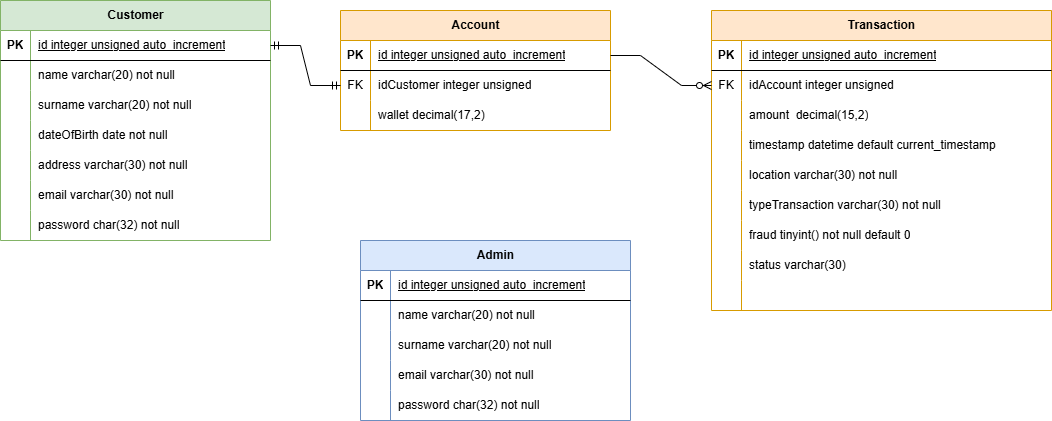 Customer
PK id integer unsigned auto_increment
name varchar(20) not null
surname varchar(20) not null
dateOfBirth date not null
address varchar(30) not null
email varchar(30) not null
password char(32) not null
Account
PK id integer unsigned auto_increment
FK idCustomer integer unsigned
wallet decimal(17,2)
Transaction
PK id integer unsigned auto_increment
FK idAccount integer unsigned
amount  decimal(15,2)
timestamp datetime default current_timestamp
location varchar(30) not null
typeTransaction varchar(30) not null
fraud tinyint() not null default 0
status varchar(30)
Admin
PK id integer unsigned auto_increment
name varchar(20) not null
surname varchar(20) not null
email varchar(30) not null
password char(32) not null